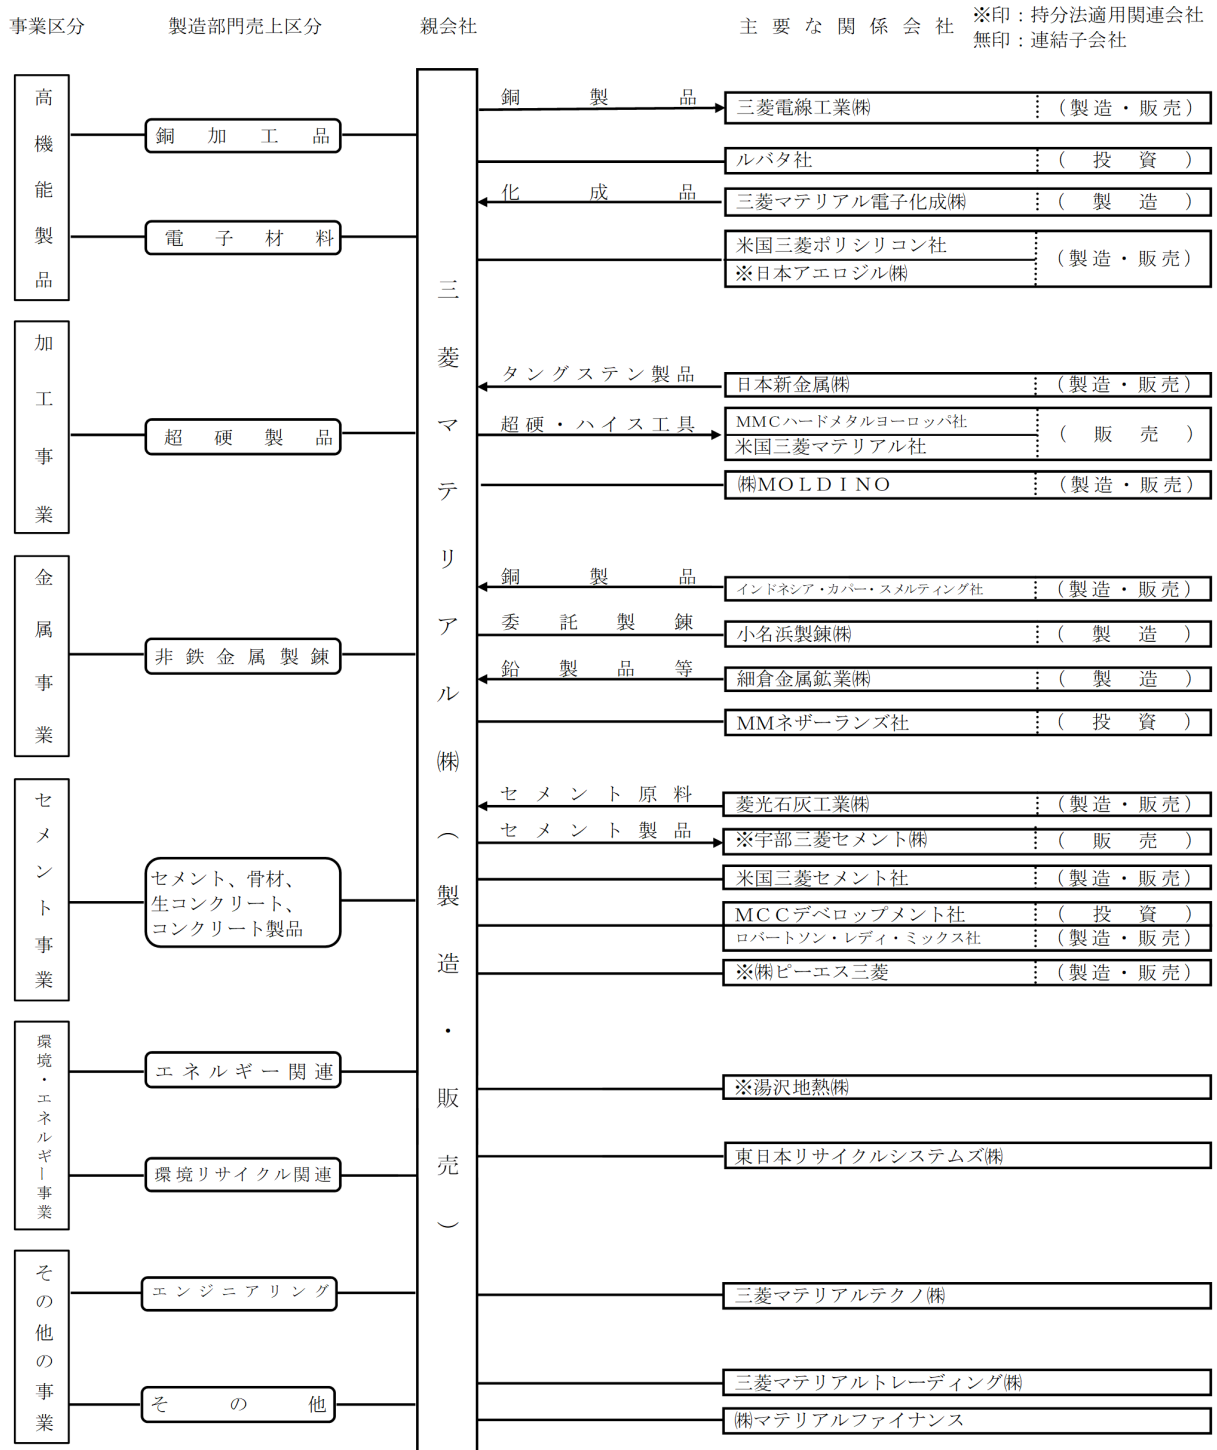 事業区分 製造部門売上区分 親会社 主要な関係会社 ※印：持分法適用関連会社
無印：連結子会社
高機能製品
銅加工品
電子材料
加工事業
超硬製品
金属事業
非鉄金属製錬
セメント事業
セメント、骨材、
生コンクリート、
コンクリート製品
環境・エネルギー事業
エネルギー関連
環境リサイクル関連
その他の事業
エンジニアリング
その他
三菱マテリアル㈱（製造・販売）
銅製品 三菱電線工業㈱ （製造・販売）
ルバタ社 （投資）
化成品 三菱マテリアル電子化成㈱ （製造）
米国三菱ポリシリコン社 （製造・販売）
※日本アエロジル㈱
タングステン製品 日本新金属㈱ （製造・販売）
超硬・ハイス工具 MMCハードメタルヨーロッパ社 （販売）
米国三菱マテリアル社
㈱MOLDINO （製造・販売）
銅製品 インドネシア・カパー・スメルティング社 （製造・販売）
委託製錬 小名浜製錬㈱ （製造）
鉛製品等 細倉金属鉱業㈱ （製造）
MMネザーランズ社 （投資）
セメント原料 菱光石灰工業㈱ （製造・販売）
セメント製品 ※宇部三菱セメント㈱ （販売）
米国三菱セメント社 （製造・販売）
MCCデベロップメント社 （投資）
ロバートソン・レディ・ミックス社 （製造・販売）
※㈱ピーエス三菱 （製造・販売）
※湯沢地熱㈱
東日本リサイクルシステムズ㈱
三菱マテリアルテクノ㈱
三菱マテリアルトレーディング㈱
㈱マテリアルファイナンス